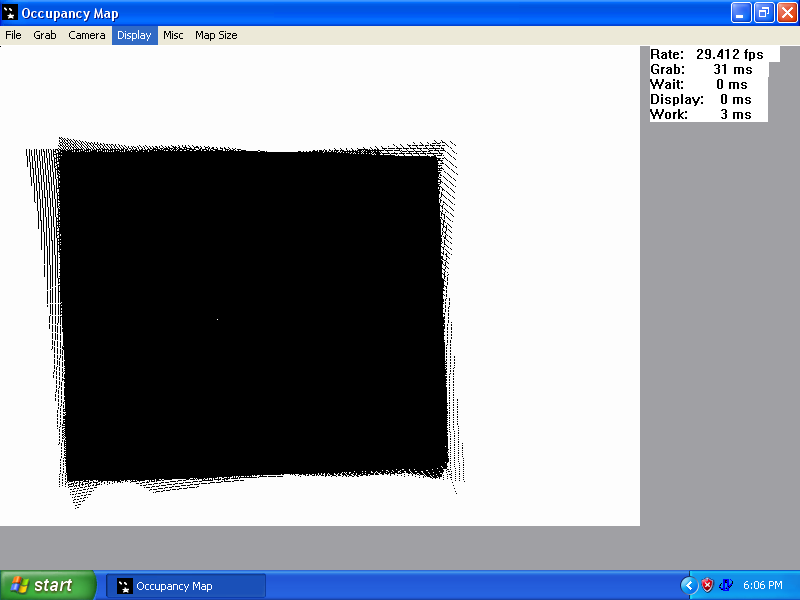 Occupancy Map
File Grab Camera Display Misc Map Size
Rate: 29.412 fps
Grab: 31 ms
Wait: 0 ms
Display: 0 ms
Work: 3 ms
start Occupancy Map 6:06 PM